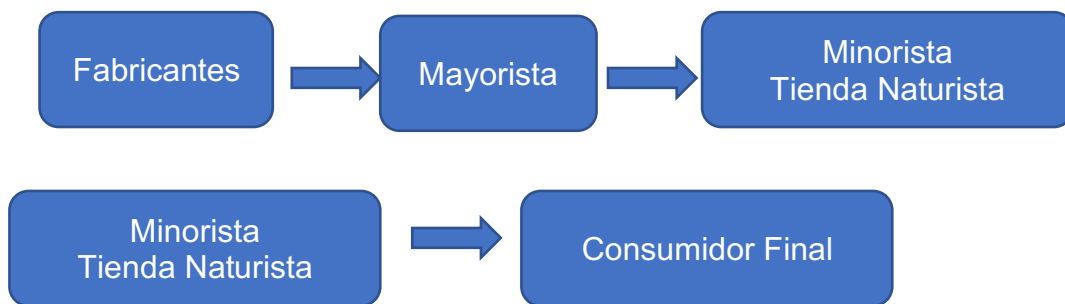 Fabricantes
Mayorista
Minorista
Tienda Naturista
Minorista
Tienda Naturista
Consumidor Final